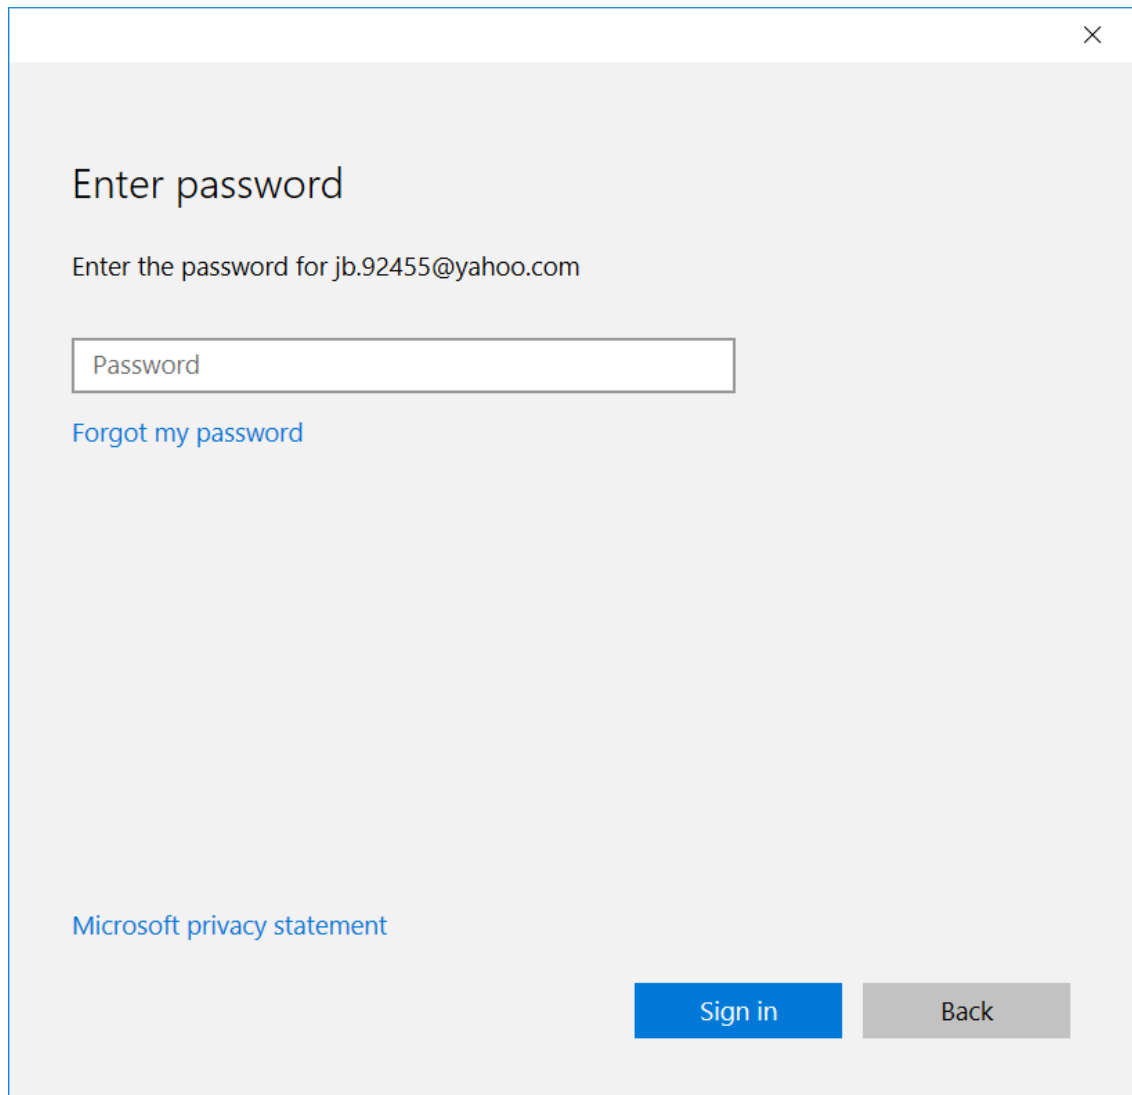 Enter password
Enter the password for jb.92455@yahoo.com
Password
Forgot my password
Microsoft privacy statement
Sign in
Back